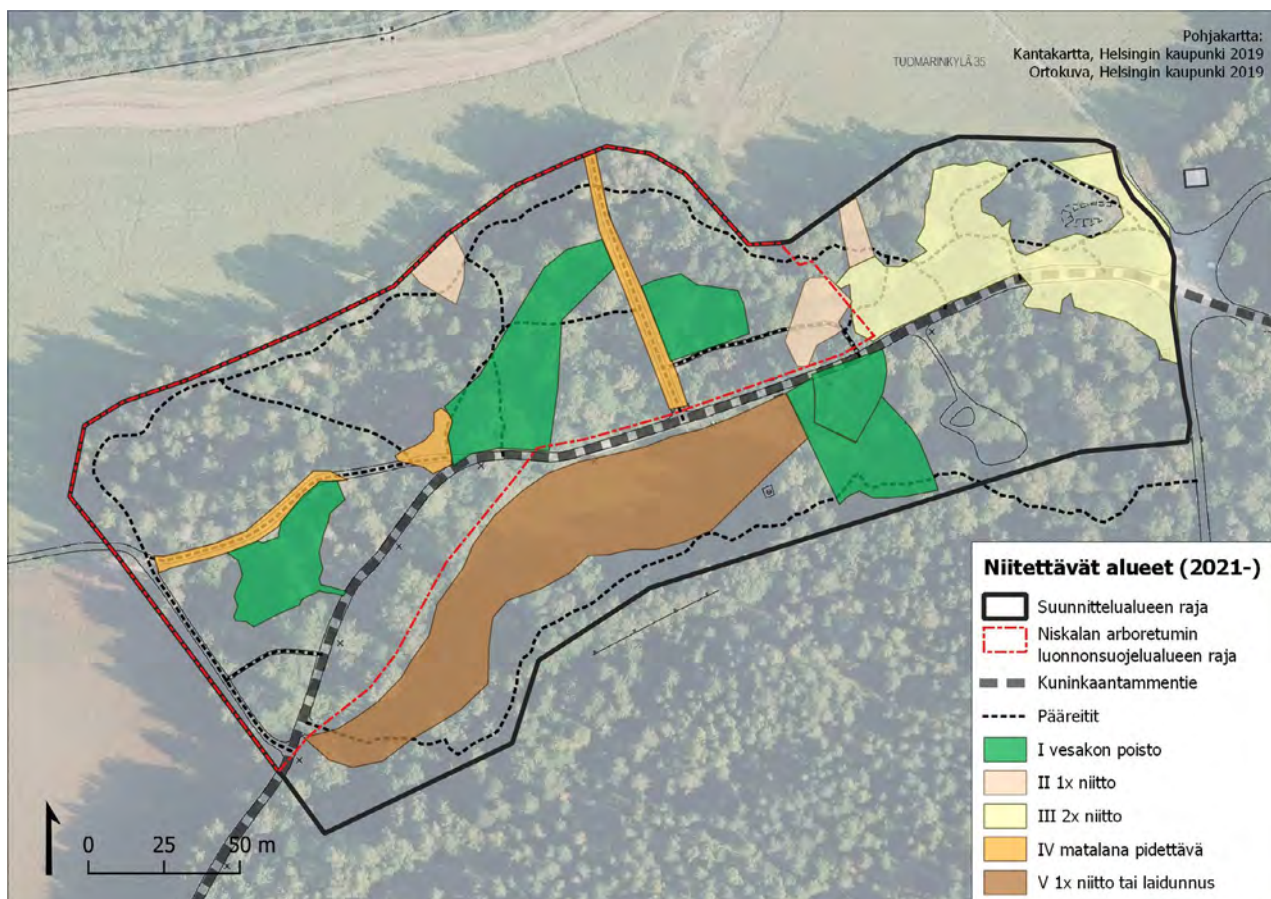 Pohjakartta:
Kantakartta, Helsingin kaupunki 2019
Ortokuva, Helsingin kaupunki 2019
TUOMARINKYLÄ 35
Niitettävät alueet (2021-)
Suunnittelualueen raja
Niskalan arboretumin
luonnonsuojelualueen raja
Kuninkaantammentie
Pääreitit
I vesakon poisto
II 1x niitto
III 2x niitto
IV matalana pidettävä
V 1x niitto tai laidunnus
0 25 50 m